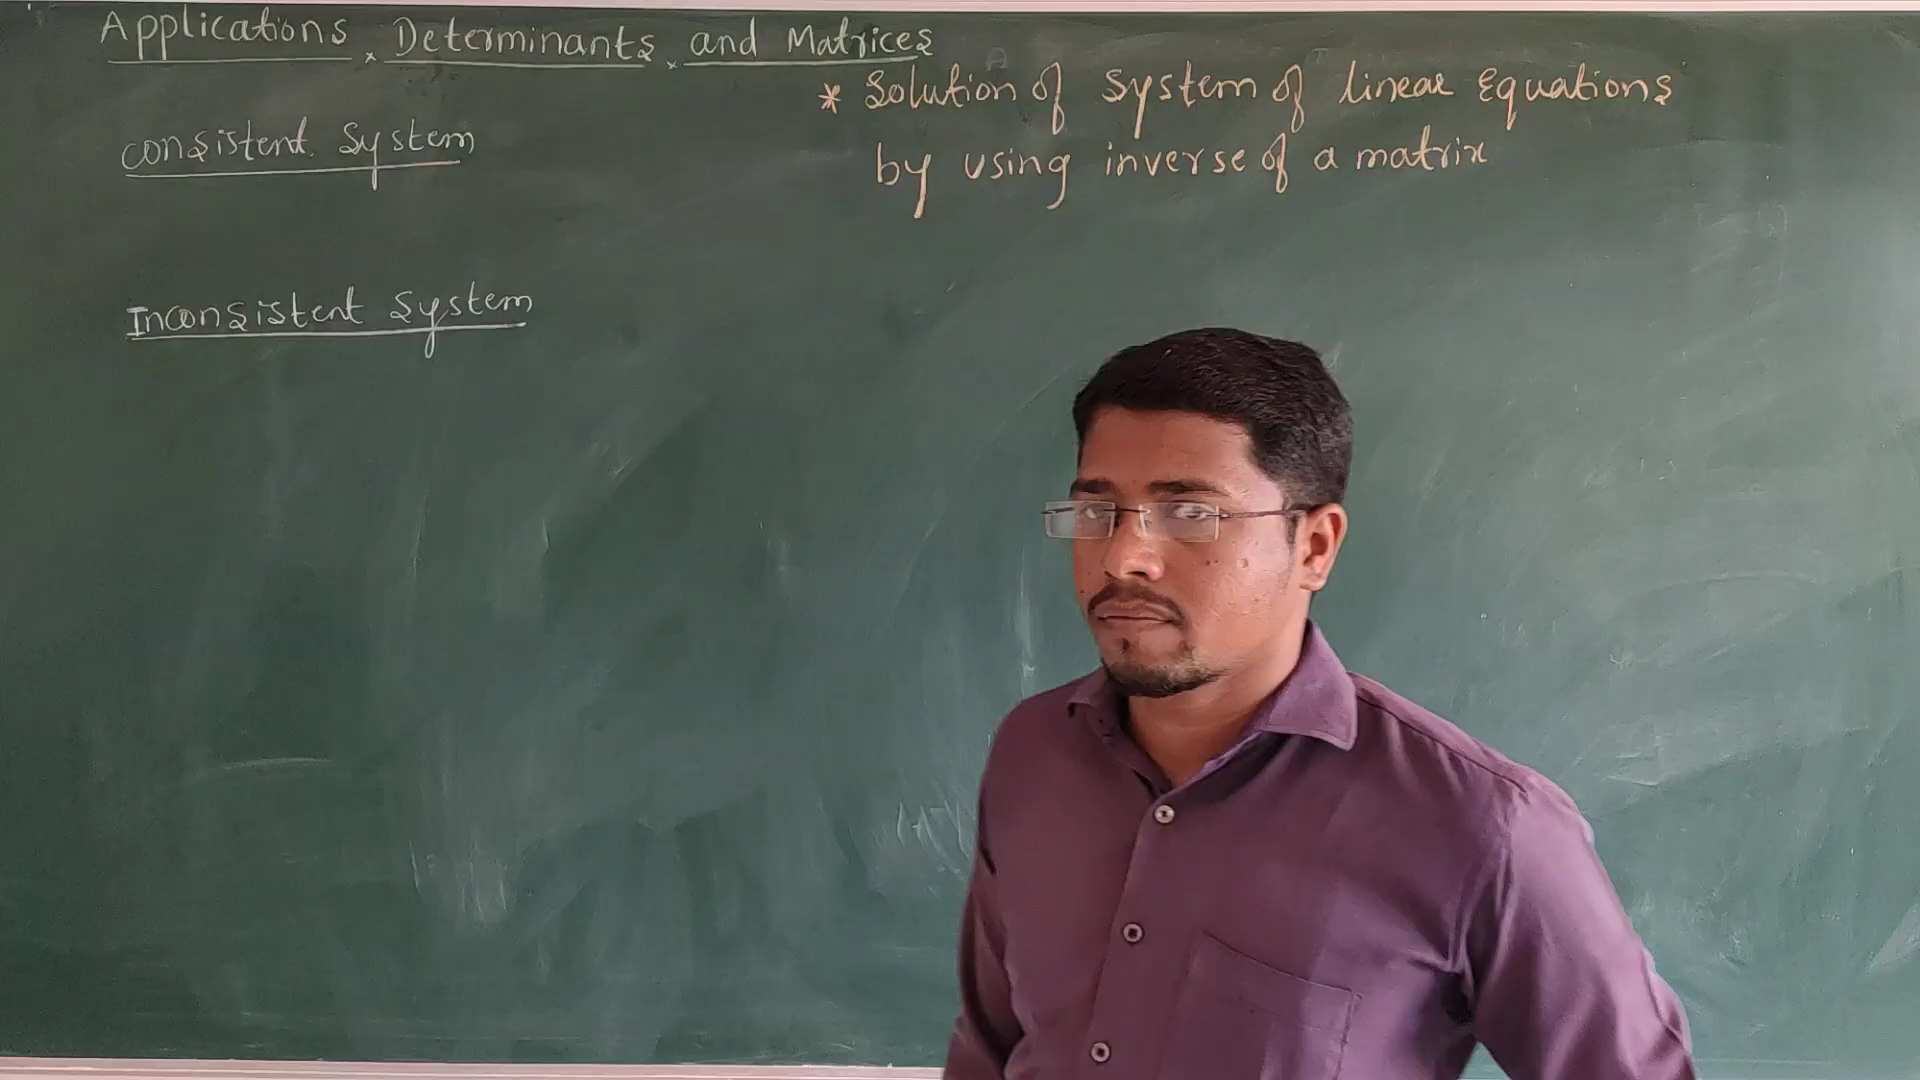 Applications Determinants and Matrices
* Solution of system of linear Equations
by using inverse of a matrix
consistent System
Inconsistent System